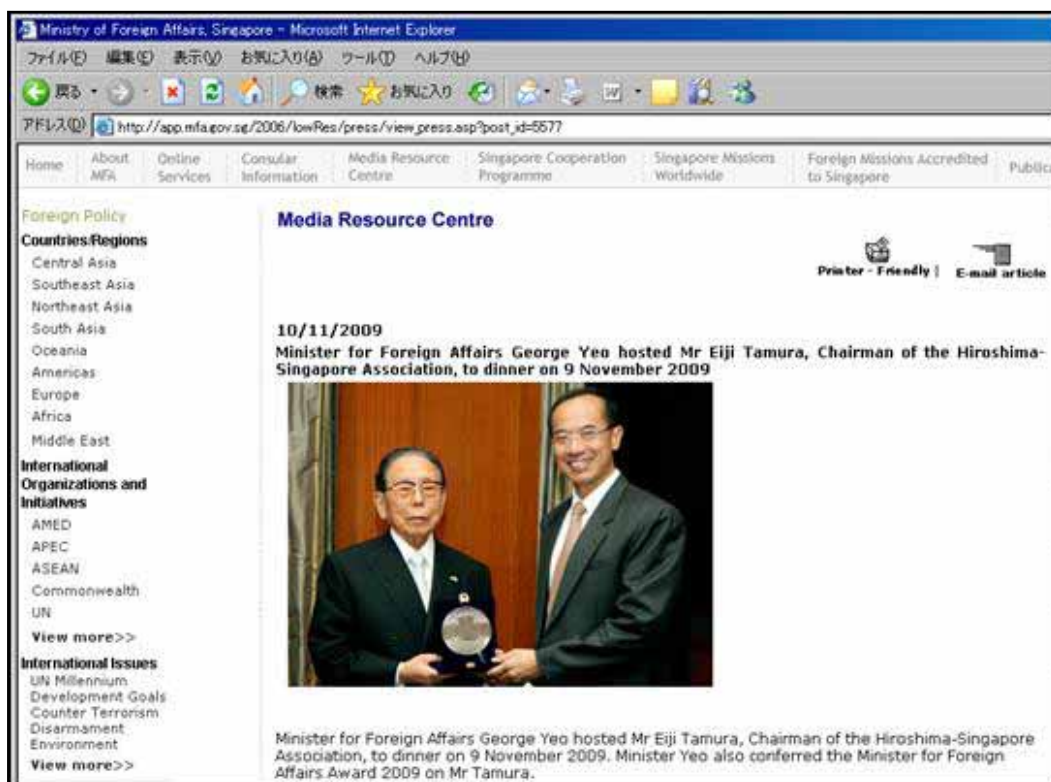 Ministry of Foreign Affairs, Singapore - Microsoft Internet Explorer
ファイル(F) 編集(E) 表示(V) お気に入り(A) ツール(T) ヘルプ(H)
戻る 検索 お気に入り
アドレス(D) http://app.mfa.gov.sg/2006/lowRes/press/view_press.asp?post_id=5577
Home About MFA Online Services Consular Information Media Resource Centre Singapore Cooperation Programme Singapore Missions Worldwide Foreign Missions Accredited to Singapore Public
Foreign Policy
Countries/Regions
Central Asia
Southeast Asia
Northeast Asia
South Asia
Oceania
Americas
Europe
Africa
Middle East
International
Organizations and
Initiatives
AMED
APEC
ASEAN
Commonwealth
UN
View more>>
International Issues
UN Millennium
Development Goals
Counter Terrorism
Disarmament
Environment
View more>>
Media Resource Centre
Printer - Friendly | E-mail article
10/11/2009
Minister for Foreign Affairs George Yeo hosted Mr Eiji Tamura, Chairman of the Hiroshima-
Singapore Association, to dinner on 9 November 2009
Minister for Foreign Affairs George Yeo hosted Mr Eiji Tamura, Chairman of the Hiroshima-Singapore
Association, to dinner on 9 November 2009. Minister Yeo also conferred the Minister for Foreign
Affairs Award 2009 on Mr Tamura.